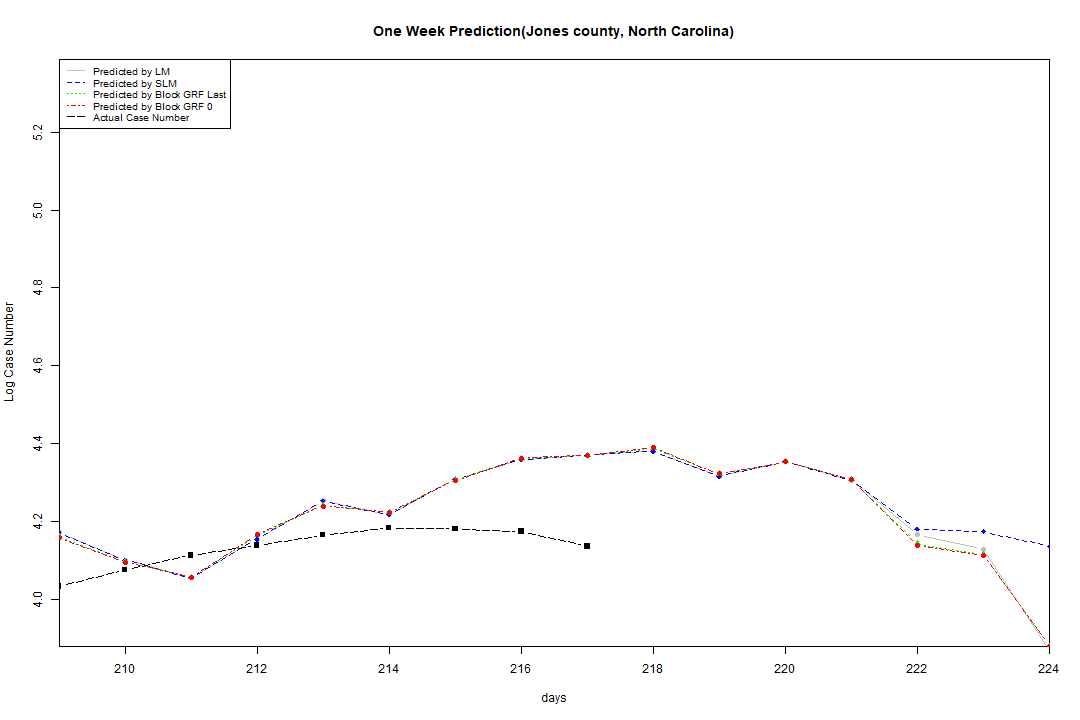 One Week Prediction(Jones county, North Carolina)
Predicted by LM
Predicted by SLM
Predicted by Block GRF Last
Predicted by Block GRF 0
Actual Case Number
Log Case Number
5.2
5.0
4.8
4.6
4.4
4.2
4.0
210 212 214 216 218 220 222 224
days